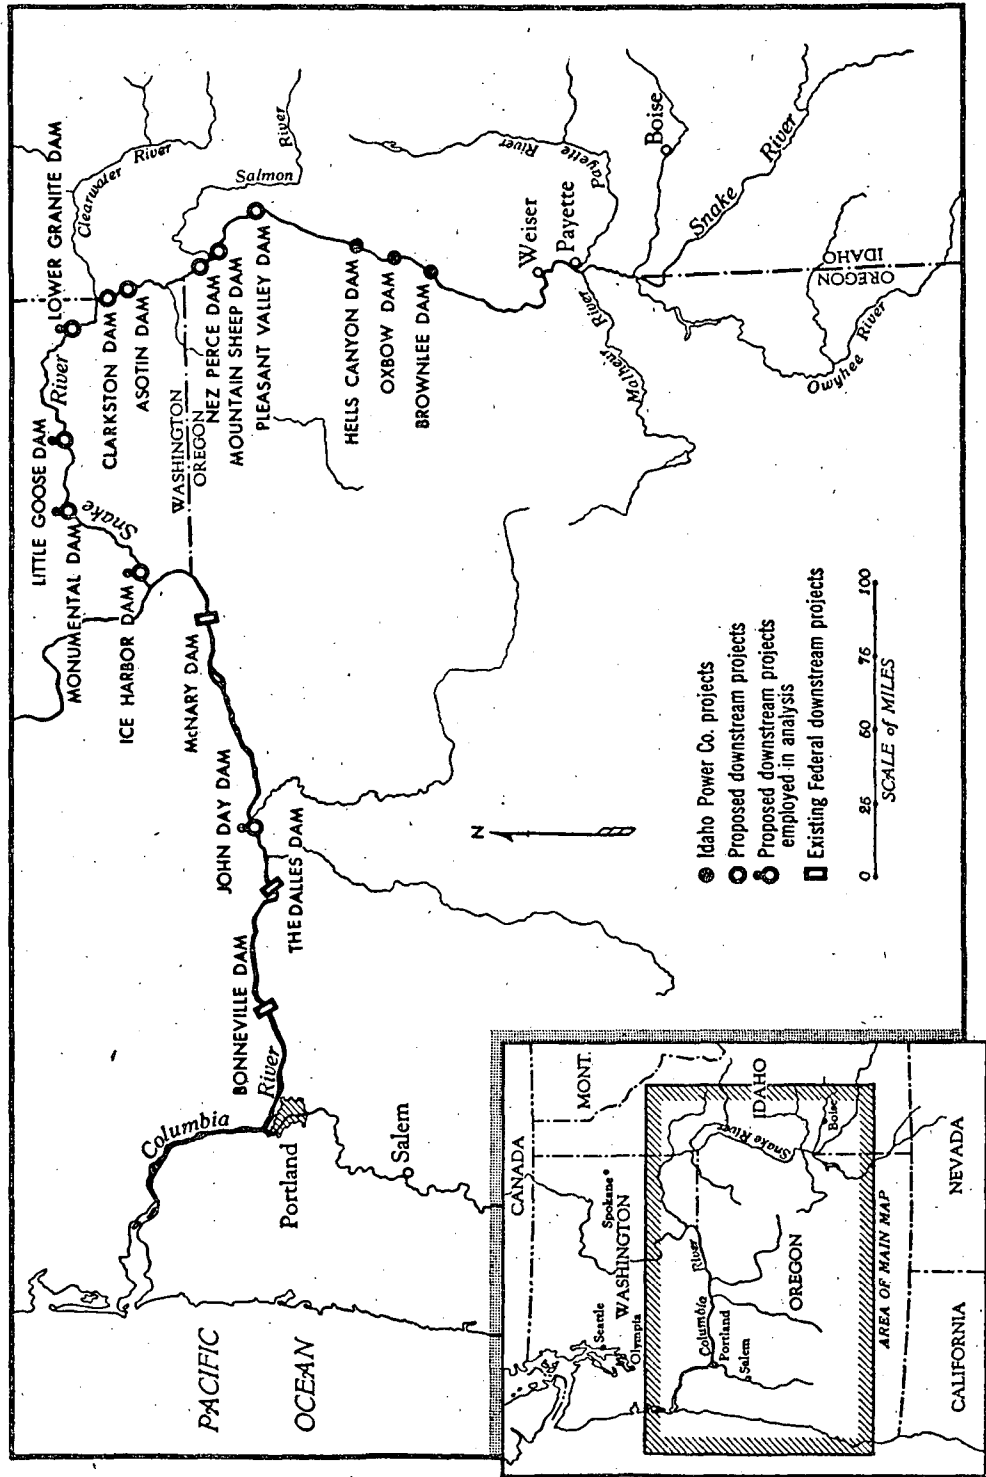 PACIFIC
OCEAN
Columbia
River
Portland
Salem
BONNEVILLE DAM
THE DALLES DAM
JOHN DAY DAM
McNARY DAM
ICE HARBOR DAM
MONUMENTAL DAM
LITTLE GOOSE DAM
Snake
River
LOWER GRANITE DAM
CLARKSTON DAM
ASOTIN DAM
WASHINGTON
OREGON
NEZ PERCE DAM
MOUNTAIN SHEEP DAM
PLEASANT VALLEY DAM
HELLS CANYON DAM
OXBOW DAM
BROWNLEE DAM
Clearwater
River
Salmon
River
Weiser
Payette
Payette
River
Boise
Snake
River
Malheur
River
OREGON
IDAHO
Owyhee
River
N
Idaho Power Co. projects
Proposed downstream projects
Proposed downstream projects
employed in analysis
Existing Federal downstream projects
0 25 50 75 100
SCALE of MILES
CANADA
MONT.
Spokane
WASHINGTON
Seattle
Olympia
Columbia
River
Portland
Salem
OREGON
IDAHO
Snake River
Boise
AREA OF MAIN MAP
CALIFORNIA
NEVADA